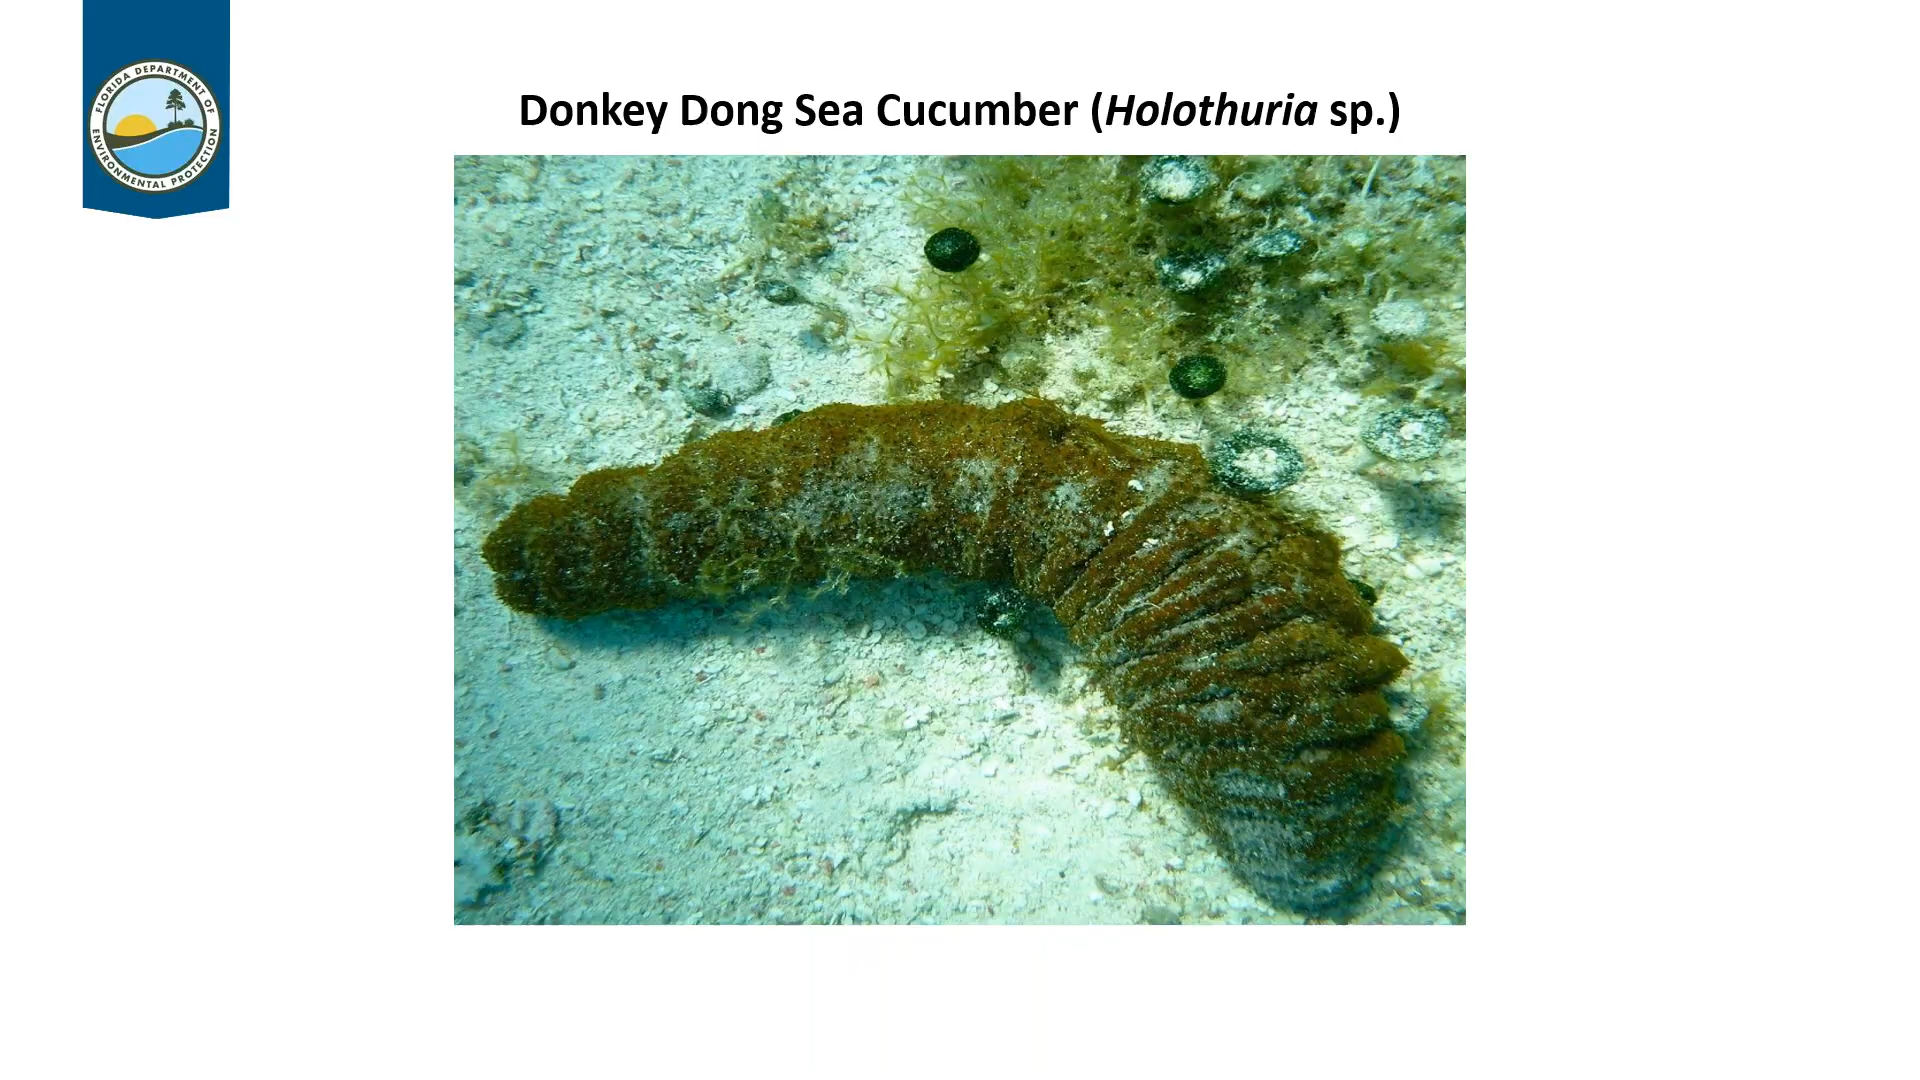 FLORIDA DEPARTMENT OF
ENVIRONMENTAL PROTECTION
Donkey Dong Sea Cucumber (Holothuria sp.)